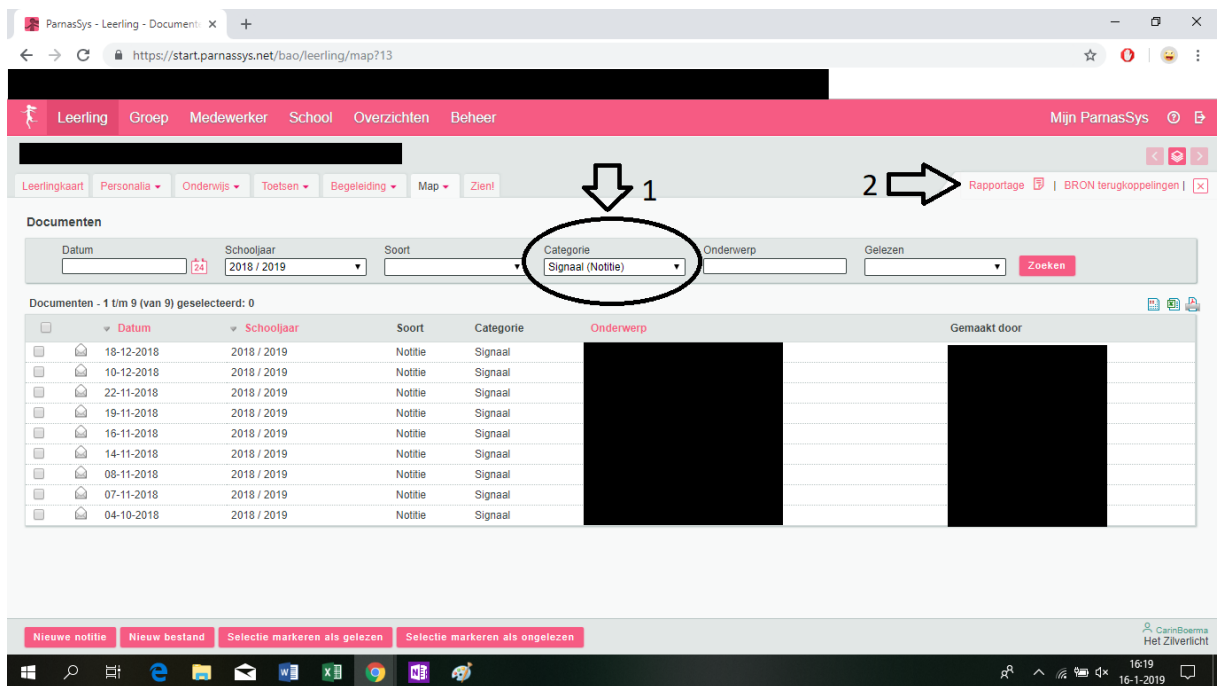 ParnasSys - Leerling - Documente
https://start.parnassys.net/bao/leerling/map?13
Leerling Groep Medewerker School Overzichten Beheer Mijn ParnasSys
Leerlingkaart Personalia Onderwijs Toetsen Begeleiding Map Zien! 1 2 Rapportage | BRON terugkoppelingen |
Documenten
Datum Schooljaar Soort Categorie Onderwerp Gelezen
24 2018 / 2019 Signaal (Notitie) Zoeken
Documenten - 1 t/m 9 (van 9) geselecteerd: 0
Datum Schooljaar Soort Categorie Onderwerp Gemaakt door
18-12-2018 2018 / 2019 Notitie Signaal
10-12-2018 2018 / 2019 Notitie Signaal
22-11-2018 2018 / 2019 Notitie Signaal
19-11-2018 2018 / 2019 Notitie Signaal
16-11-2018 2018 / 2019 Notitie Signaal
14-11-2018 2018 / 2019 Notitie Signaal
08-11-2018 2018 / 2019 Notitie Signaal
07-11-2018 2018 / 2019 Notitie Signaal
04-10-2018 2018 / 2019 Notitie Signaal
Nieuwe notitie Nieuw bestand Selectie markeren als gelezen Selectie markeren als ongelezen
CarinBoerma
Het Zilverlicht
16:19
16-1-2019